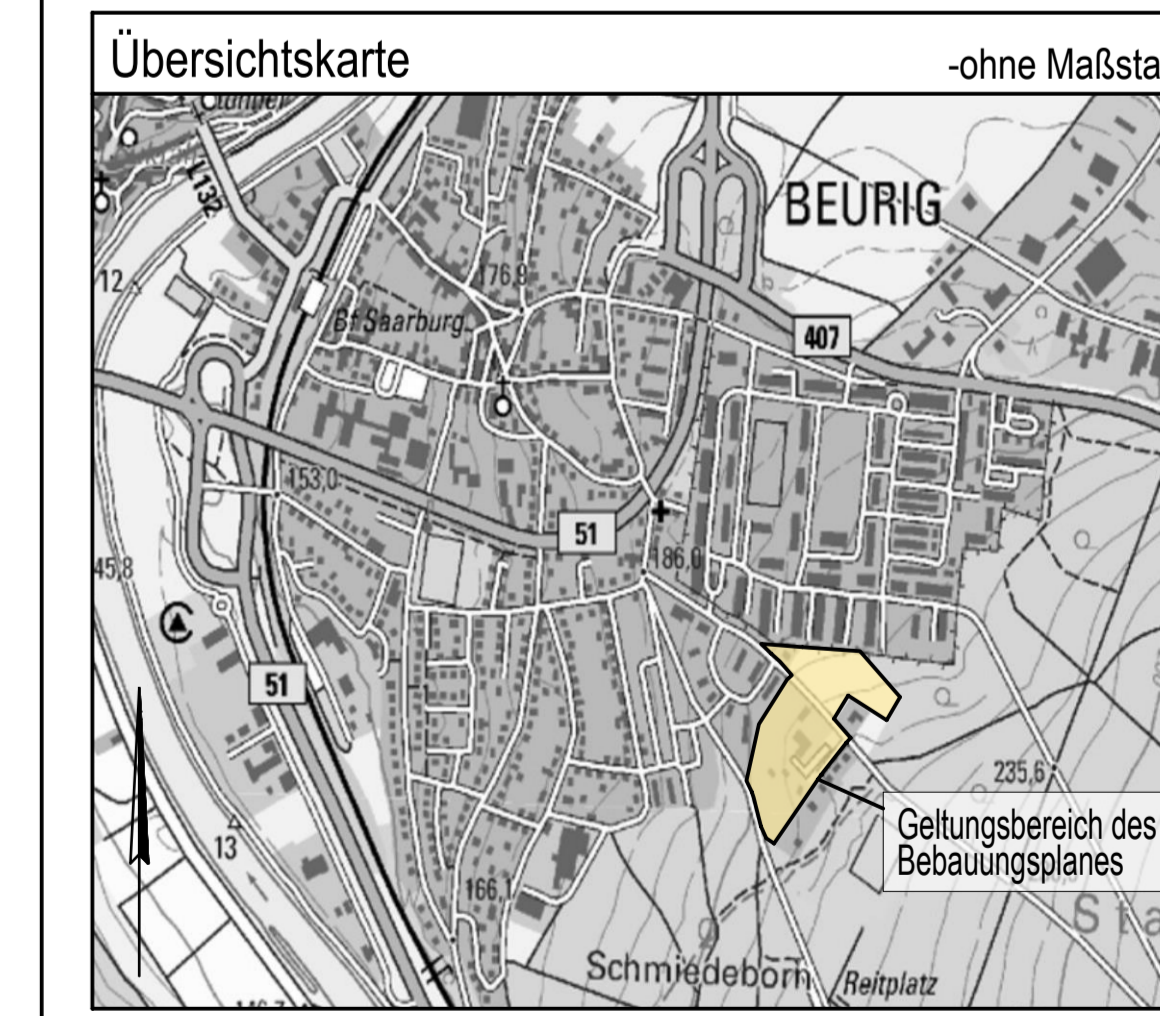 Übersichtskarte
-ohne Maßsta
L132
BEURIG
12
176,9
Bf Saarburg
407
153,0
51
186,0
45,8
51
235,6
Geltungsbereich des
Bebauungsplanes
13
166,1
Sta
Schmiedeborn
Reitplatz